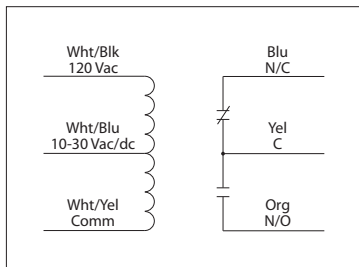 Wht/Blk
120 Vac
Wht/Blu
10-30 Vac/dc
Wht/Yel
Comm
Blu
N/C
Yel
C
Org
N/O